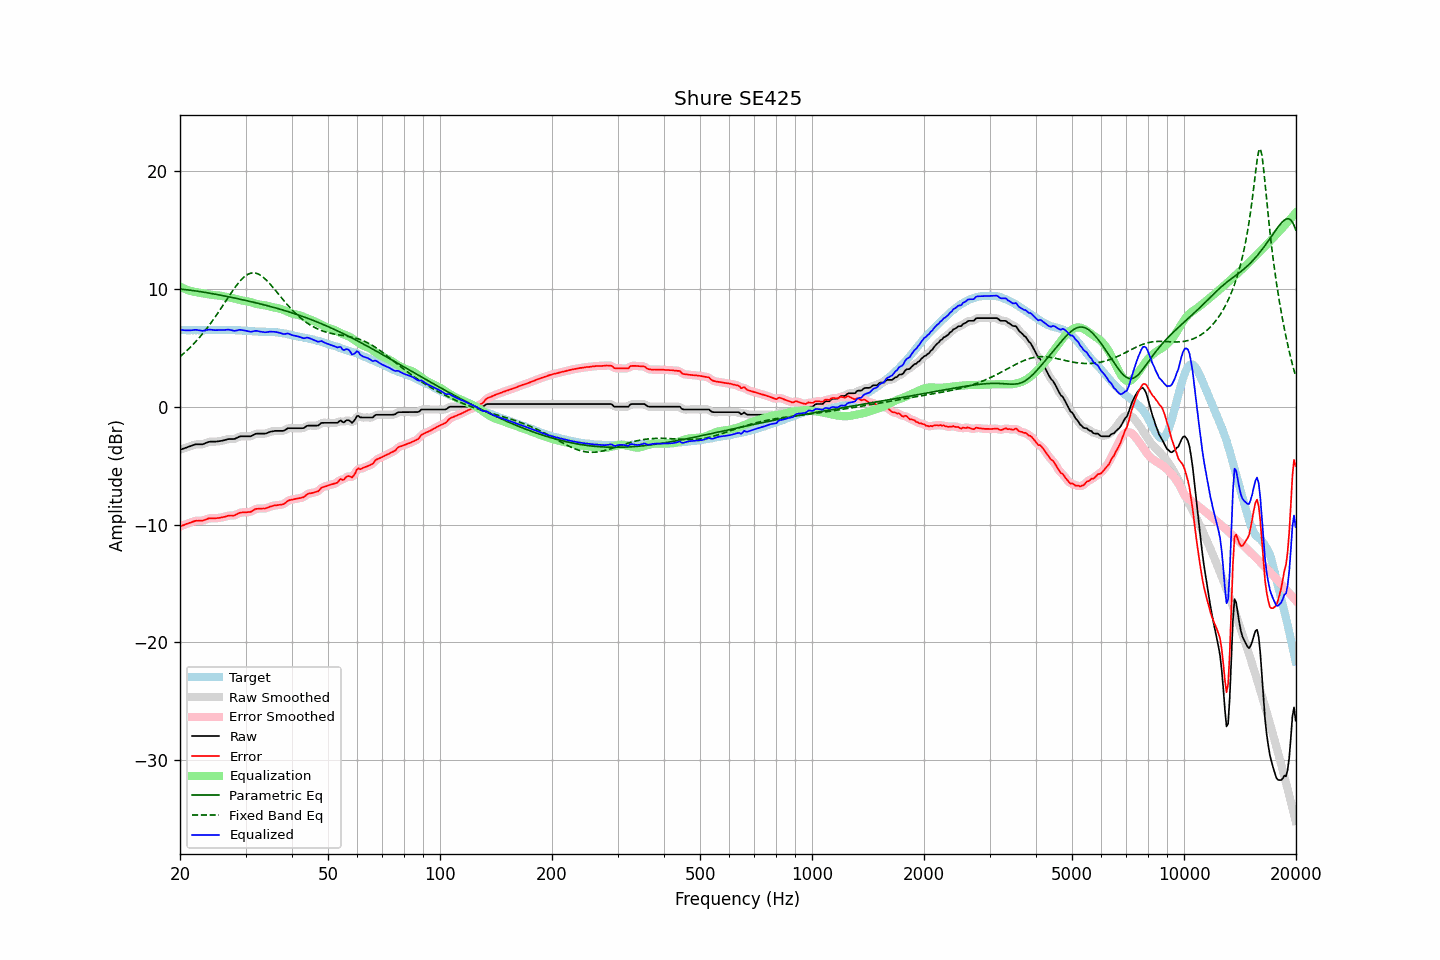 Shure SE425
Amplitude (dBr)
20
10
0
−10
−20
−30
Target
Raw Smoothed
Error Smoothed
Raw
Error
Equalization
Parametric Eq
Fixed Band Eq
Equalized
20 50 100 200 500 1000 2000 5000 10000 20000
Frequency (Hz)